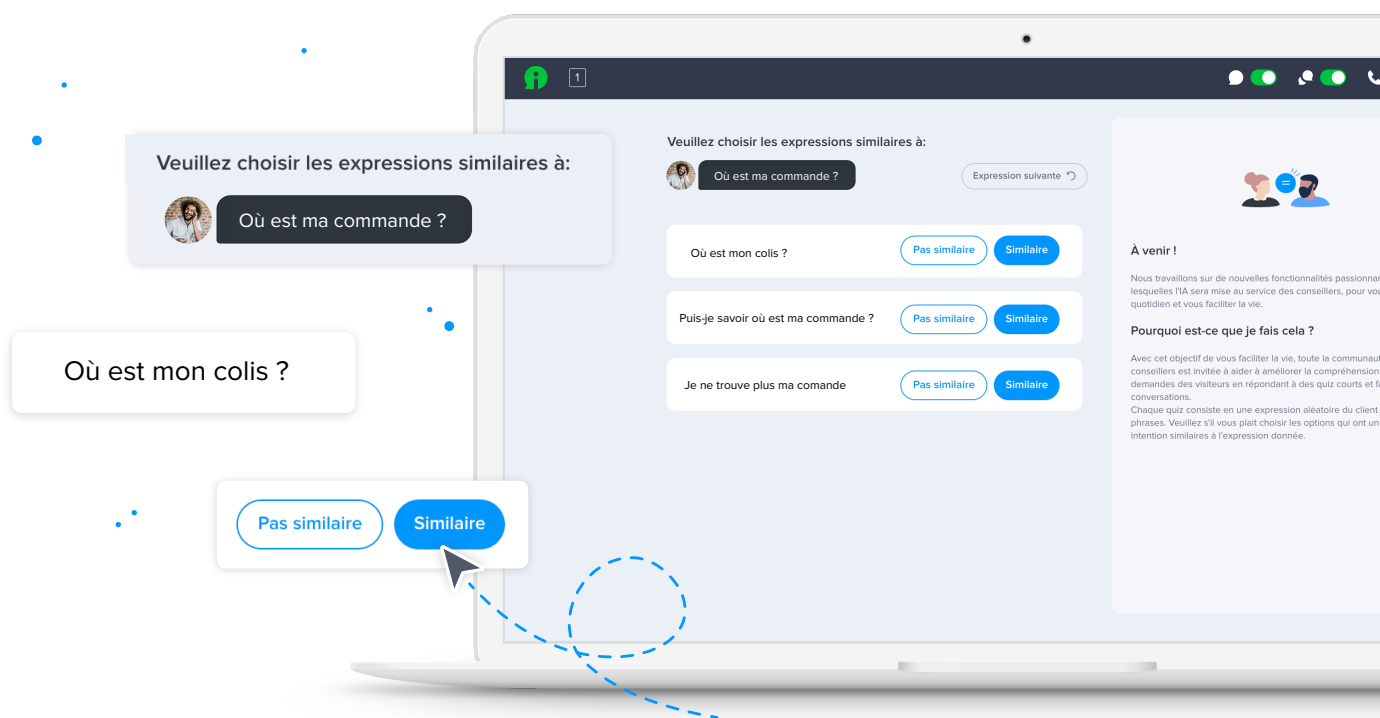 Veuillez choisir les expressions similaires à:
Où est ma commande ?
Où est mon colis ?
Pas similaire
Similaire
1
Veuillez choisir les expressions similaires à:
Où est ma commande ?
Expression suivante
Où est mon colis ?
Pas similaire
Similaire
Puis-je savoir où est ma commande ?
Pas similaire
Similaire
Je ne trouve plus ma comande
Pas similaire
Similaire
À venir !
Nous travaillons sur de nouvelles fonctionnalités
lesquelles l'IA sera mise au service des conseillers, pour
quotidien et vous faciliter la vie.
Pourquoi est-ce que je fais cela ?
Avec cet objectif de vous faciliter la vie, toute la
conseillers est invitée à aider à améliorer la compréhension
demandes des visiteurs en répondant à des quiz courts et
conversations.
Chaque quiz consiste en une expression aléatoire du client
phrases. Veuillez s'il vous plait choisir les options qui ont un
intention similaires à l'expression donnée.